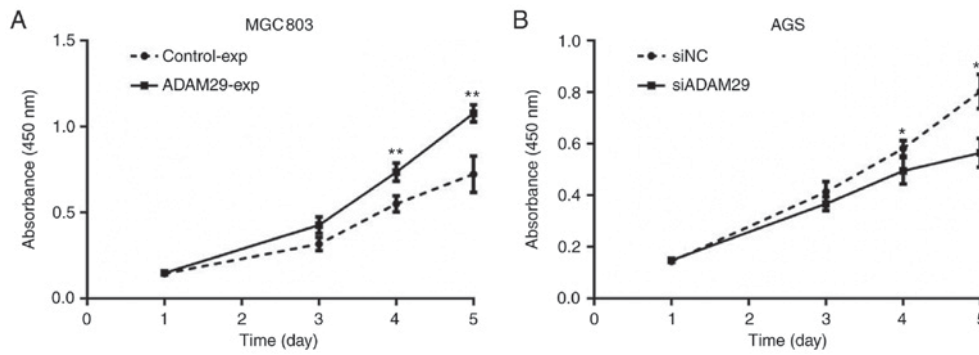 A
MGC803
Control-exp
ADAM29-exp
**
**
Absorbance (450 nm)
1.5
1.0
0.5
0.0
0 1 2 3 4 5
Time (day)
B
AGS
siNC
siADAM29
*
*
Absorbance (450 nm)
1.0
0.8
0.6
0.4
0.2
0.0
0 1 2 3 4 5
Time (day)